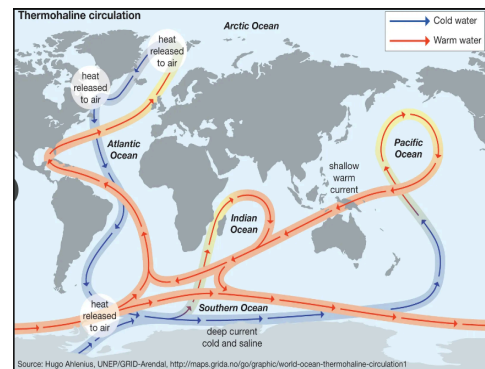 Thermohaline circulation
Arctic Ocean
Cold water
Warm water
heat
released
to air
heat
released
to air
Atlantic
Ocean
Pacific
Ocean
shallow
warm
current
Indian
Ocean
heat
released
to air
Southern Ocean
deep current
cold and saline
Source: Hugo Ahlenius, UNEP/GRID-Arendal, http://maps.grida.no/go/graphic/world-ocean-thermohaline-circulation1